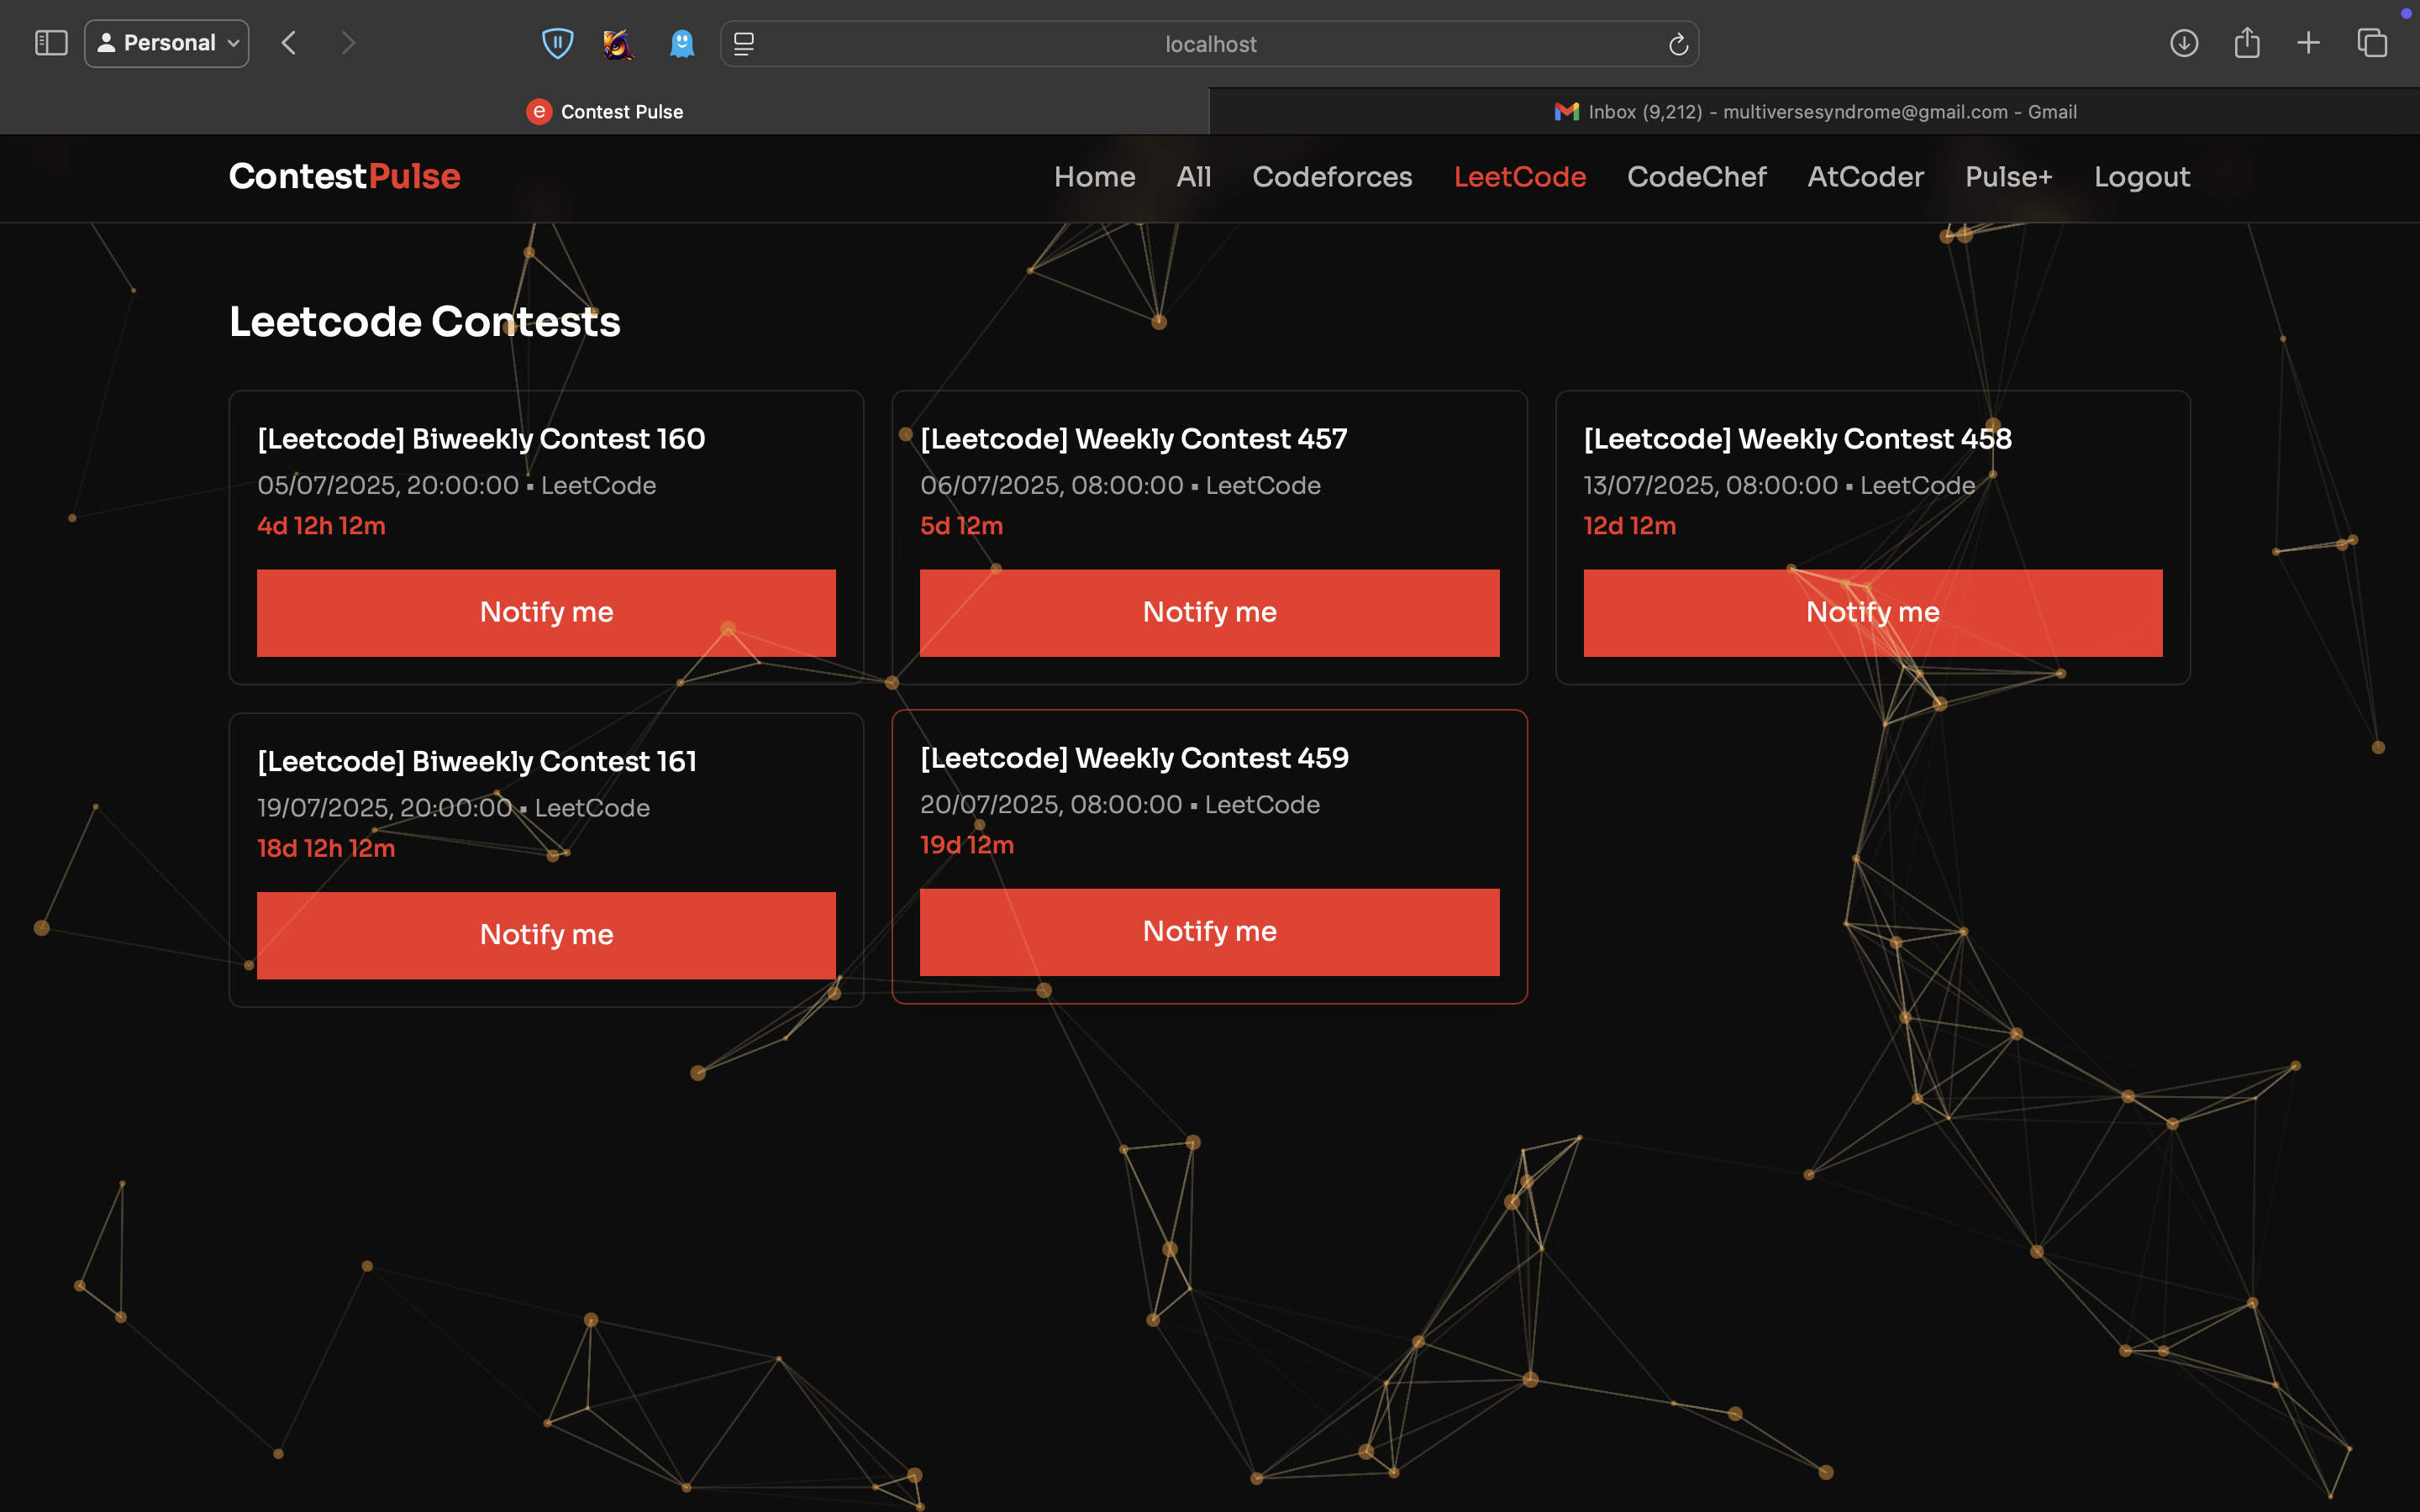 Personal
localhost
e Contest Pulse
Inbox (9,212) - multiversesyndrome@gmail.com - Gmail
ContestPulse
Home All Codeforces LeetCode CodeChef AtCoder Pulse+ Logout
Leetcode Contests
[Leetcode] Biweekly Contest 160
05/07/2025, 20:00:00 ▪ LeetCode
4d 12h 12m
Notify me
[Leetcode] Weekly Contest 457
06/07/2025, 08:00:00 ▪ LeetCode
5d 12m
Notify me
[Leetcode] Weekly Contest 458
13/07/2025, 08:00:00 ▪ LeetCode
12d 12m
Notify me
[Leetcode] Biweekly Contest 161
19/07/2025, 20:00:00 ▪ LeetCode
18d 12h 12m
Notify me
[Leetcode] Weekly Contest 459
20/07/2025, 08:00:00 ▪ LeetCode
19d 12m
Notify me